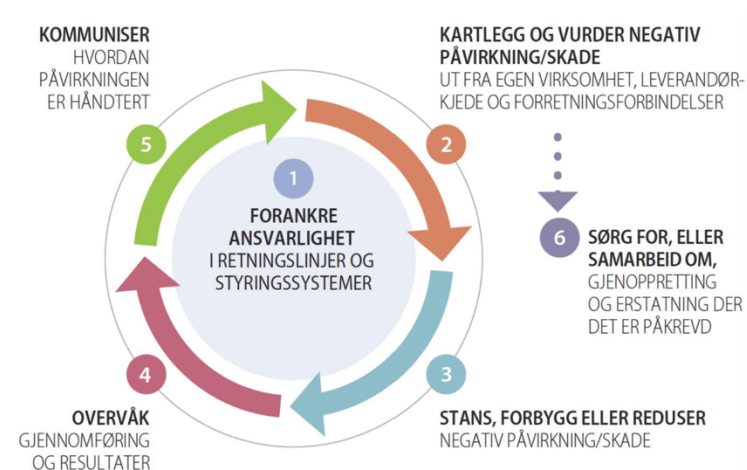 1
FORANKRE
ANSVARLIGHET
I RETNINGSLINJER OG
STYRINGSSYSTEMER
2
KARTLEGG OG VURDER NEGATIV
PÅVIRKNING/SKADE
UT FRA EGEN VIRKSOMHET, LEVERANDØR-
KJEDE OG FORRETNINGSFORBINDELSER
3
STANS, FORBYGG ELLER REDUSER
NEGATIV PÅVIRKNING/SKADE
4
OVERVÅK
GJENNOMFØRING
OG RESULTATER
5
KOMMUNISER
HVORDAN
PÅVIRKNINGEN
ER HÅNDTERT
6
SØRG FOR, ELLER
SAMARBEID OM,
GJENOPPRETTING
OG ERSTATNING DER
DET ER PÅKREVD